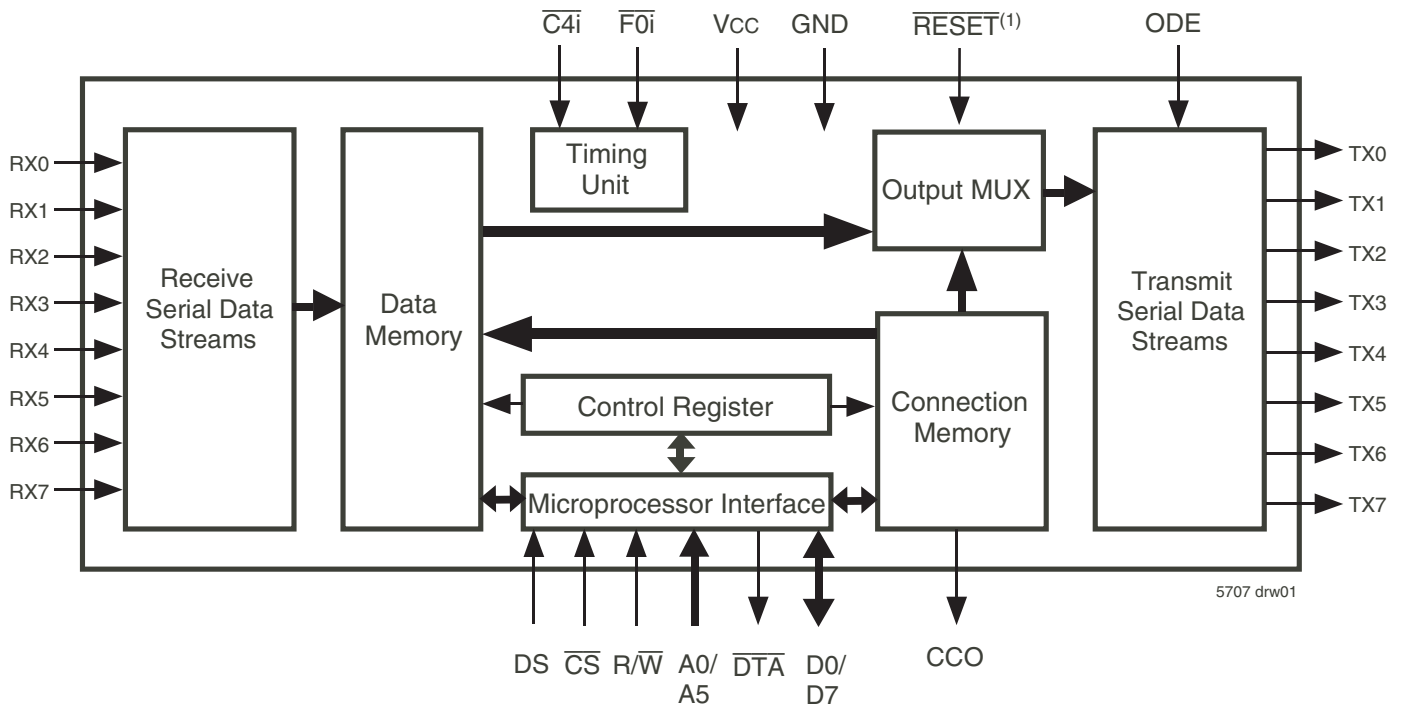 C4i F0i VCC GND RESET(1) ODE
RX0
RX1
RX2
RX3
RX4
RX5
RX6
RX7
Receive
Serial Data
Streams
Data
Memory
Timing
Unit
Output MUX
Control Register
Microprocessor Interface
Connection
Memory
Transmit
Serial Data
Streams
TX0
TX1
TX2
TX3
TX4
TX5
TX6
TX7
5707 drw01
DS CS R/W A0/
A5
DTA D0/
D7
CCO